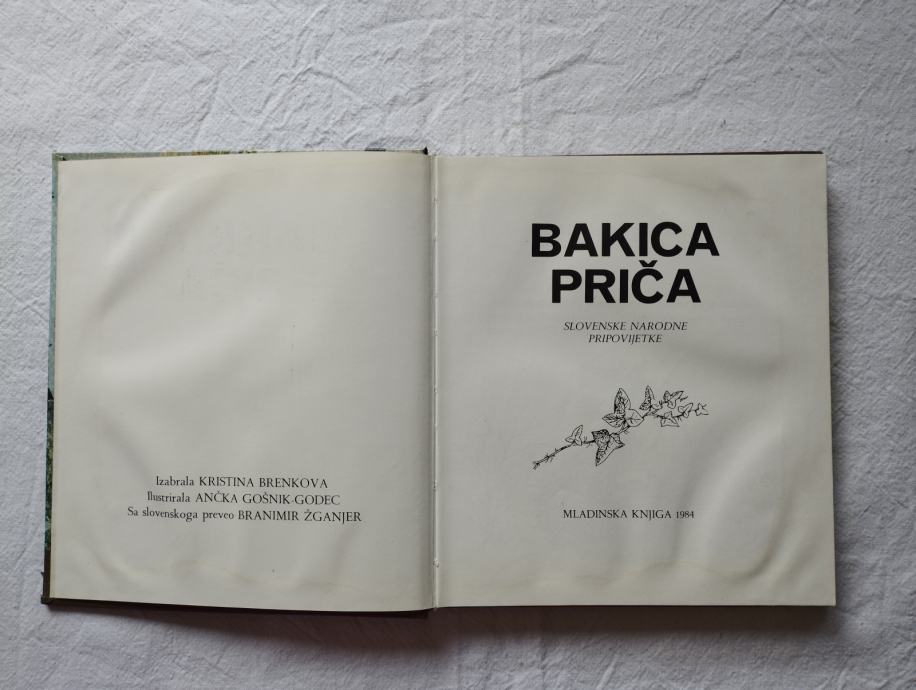 Izabrala KRISTINA BRENKOVA
Ilustrirala ANČKA GOŠNIK-GODEC
Sa slovenskoga preveo BRANIMIR ŽGANJER
BAKICA
PRIČA
SLOVENSKE NARODNE
PRIPOVIJETKE
MLADINSKA KNJIGA 1984